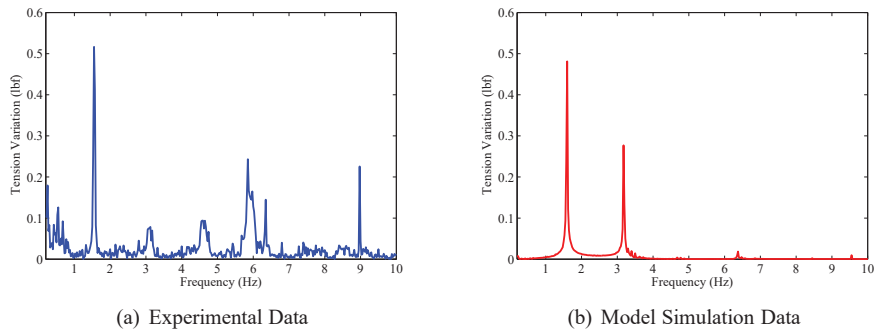 0.6
0.5
0.4
0.3
0.2
0.1
0
Tension Variation (lbf)
1 2 3 4 5 6 7 8 9 10
Frequency (Hz)
(a) Experimental Data
0.6
0.5
0.4
0.3
0.2
0.1
0
Tension Variation (lbf)
1 2 3 4 5 6 7 8 9 10
Frequency (Hz)
(b) Model Simulation Data